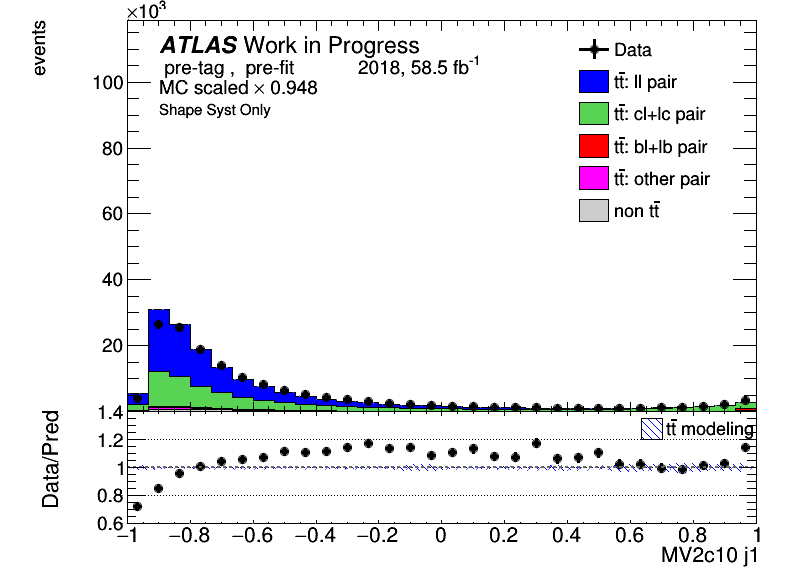 ×10³
events
ATLAS Work in Progress
pre-tag , pre-fit 2018, 58.5 fb⁻¹
MC scaled × 0.948
Shape Syst Only
Data
tt̄: ll pair
tt̄: cl+lc pair
tt̄: bl+lb pair
tt̄: other pair
non tt̄
100
80
60
40
20
tt̄ modeling
Data/Pred
1.4
1.2
1
0.8
0.6
−1 −0.8 −0.6 −0.4 −0.2 0 0.2 0.4 0.6 0.8 1
MV2c10 j1